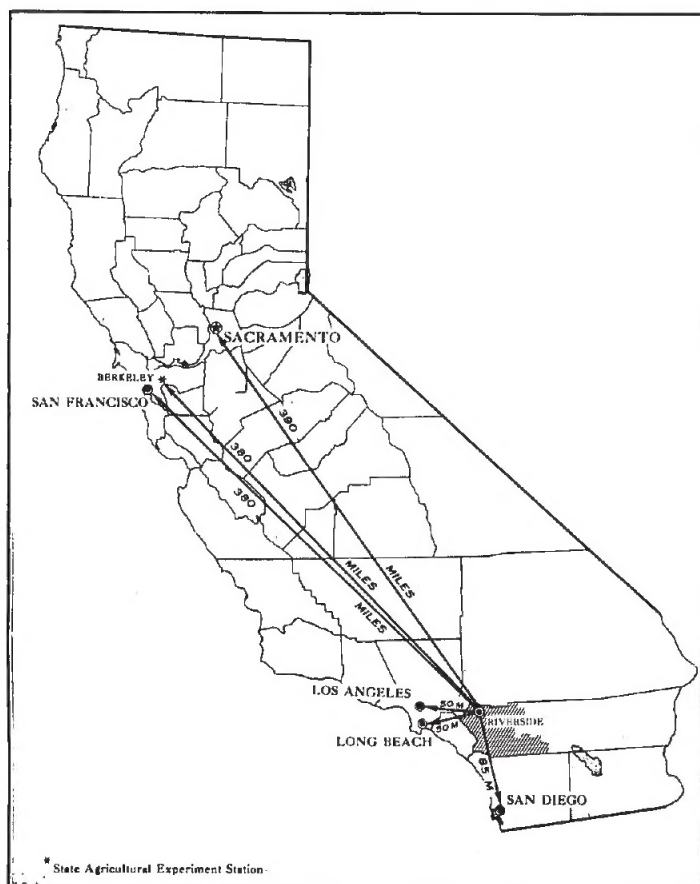 SACRAMENTO
BERKELEY *
SAN FRANCISCO
390
380
380
MILES
MILES
MILES
LOS ANGELES
50 M
RIVERSIDE
50 M
LONG BEACH
85 M
SAN DIEGO
* State Agricultural Experiment Station